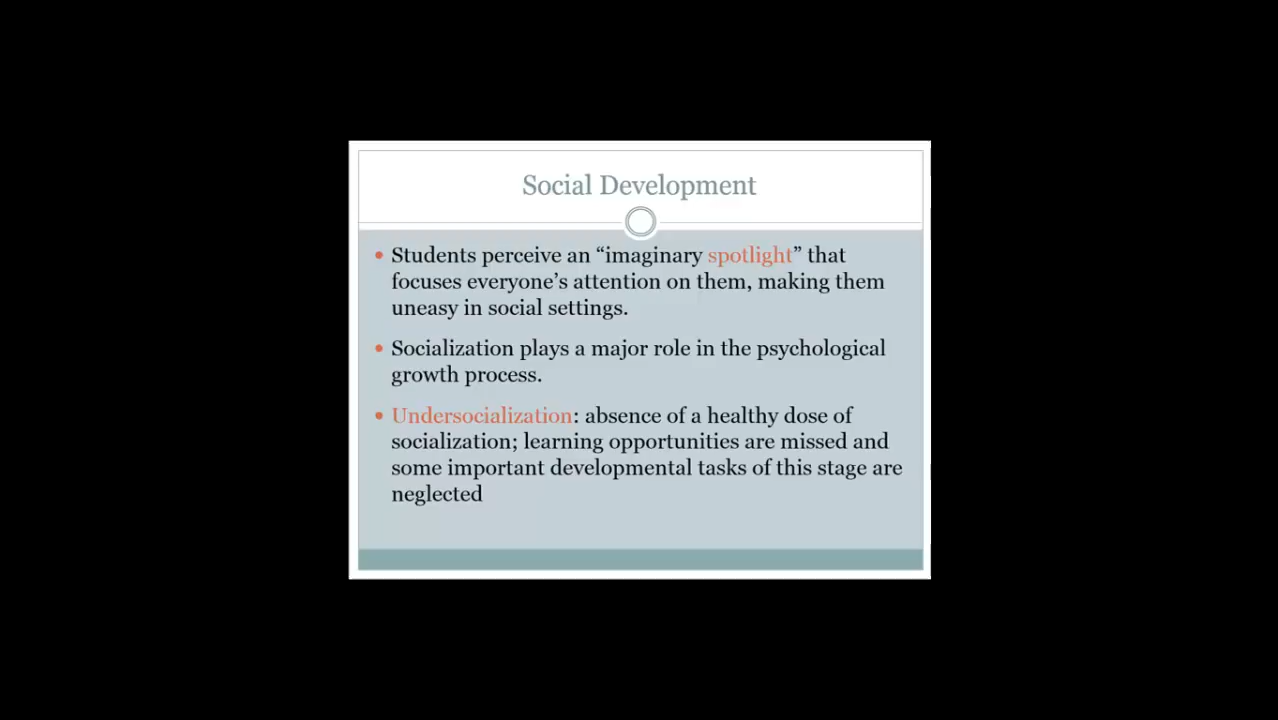 Social Development
• Students perceive an “imaginary spotlight” that
focuses everyone’s attention on them, making them
uneasy in social settings.
• Socialization plays a major role in the psychological
growth process.
• Undersocialization: absence of a healthy dose of
socialization; learning opportunities are missed and
some important developmental tasks of this stage are
neglected